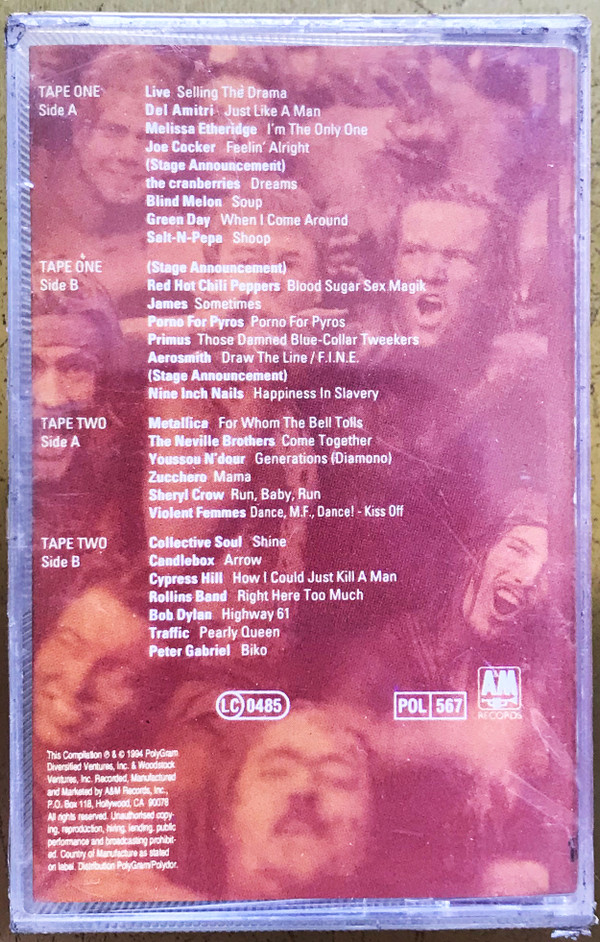 TAPE ONE
Side A
Live Selling The Drama
Del Amitri Just Like A Man
Melissa Etheridge I'm The Only One
Joe Cocker Feelin' Alright
(Stage Announcement)
the cranberries Dreams
Blind Melon Soup
Green Day When I Come Around
Salt-N-Pepa Shoop
TAPE ONE
Side B
(Stage Announcement)
Red Hot Chili Peppers Blood Sugar Sex Magik
James Sometimes
Porno For Pyros Porno For Pyros
Primus Those Damned Blue-Collar Tweekers
Aerosmith Draw The Line / F.I.N.E.
(Stage Announcement)
Nine Inch Nails Happiness In Slavery
TAPE TWO
Side A
Metallica For Whom The Bell Tolls
The Neville Brothers Come Together
Youssou N'dour Generations (Diamono)
Zucchero Mama
Sheryl Crow Run, Baby, Run
Violent Femmes Dance, M.F., Dance! - Kiss Off
TAPE TWO
Side B
Collective Soul Shine
Candlebox Arrow
Cypress Hill How I Could Just Kill A Man
Rollins Band Right Here Too Much
Bob Dylan Highway 61
Traffic Pearly Queen
Peter Gabriel Biko
LC 0485
POL 567
A&M
RECORDS
This Compilation ℗ & © 1994 PolyGram
Diversified Ventures, Inc. & Woodstock
Ventures, Inc. Recorded, Manufactured
and Marketed by A&M Records, Inc.,
P.O. Box 118, Hollywood, CA 90078
All rights reserved. Unauthorised copy-
ing, reproduction, hiring, lending, public
performance and broadcasting prohibit-
ed. Country of Manufacture as stated
on label. Distribution PolyGram/Polydor.